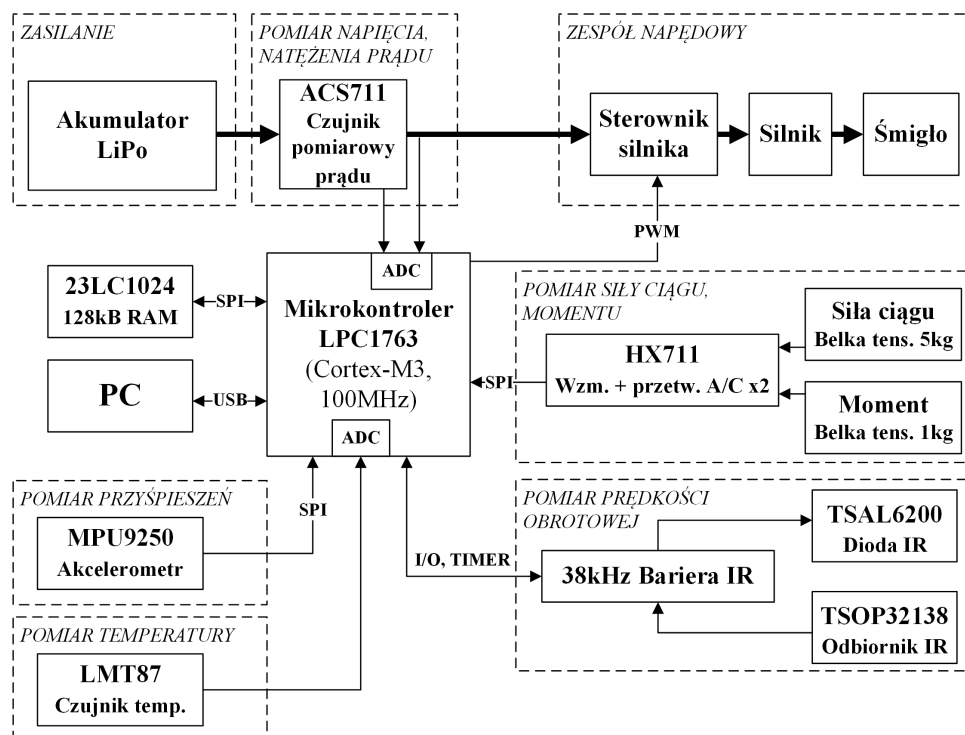 ZASILANIE
Akumulator
LiPo
POMIAR NAPIĘCIA,
NATĘŻENIA PRĄDU
ACS711
Czujnik
pomiarowy
prądu
ZESPÓŁ NAPĘDOWY
Sterownik
silnika
Silnik
Śmigło
PWM
23LC1024
128kB RAM
SPI
PC
USB
ADC
Mikrokontroler
LPC1763
(Cortex-M3,
100MHz)
ADC
POMIAR SIŁY CIĄGU,
MOMENTU
SPI
HX711
Wzm. + przetw. A/C x2
Siła ciągu
Belka tens. 5kg
Moment
Belka tens. 1kg
POMIAR PRZYŚPIESZEŃ
MPU9250
Akcelerometr
SPI
POMIAR TEMPERATURY
LMT87
Czujnik temp.
I/O, TIMER
POMIAR PRĘDKOŚCI
OBROTOWEJ
38kHz Bariera IR
TSAL6200
Dioda IR
TSOP32138
Odbiornik IR